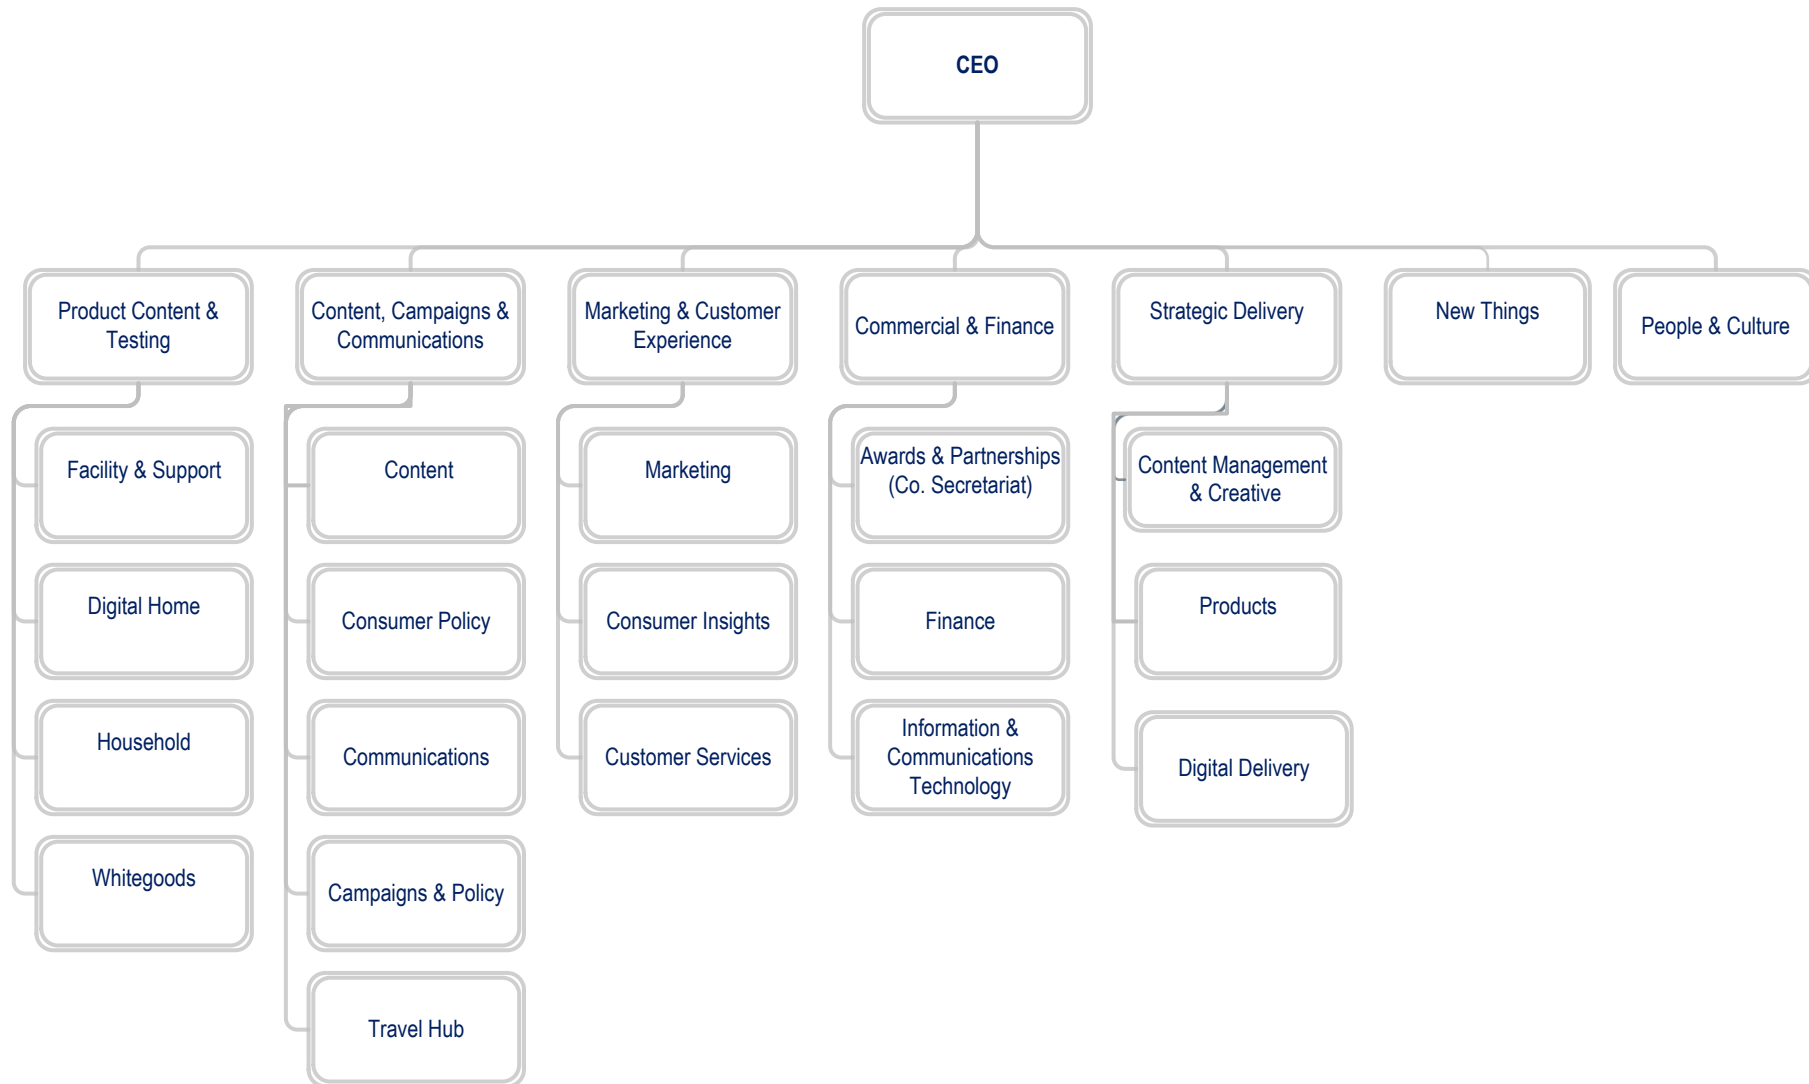 CEO
Product Content &
Testing
Content, Campaigns &
Communications
Marketing & Customer
Experience
Commercial & Finance
Strategic Delivery
New Things
People & Culture
Facility & Support
Digital Home
Household
Whitegoods
Content
Consumer Policy
Communications
Campaigns & Policy
Travel Hub
Marketing
Consumer Insights
Customer Services
Awards & Partnerships
(Co. Secretariat)
Finance
Information &
Communications
Technology
Content Management
& Creative
Products
Digital Delivery